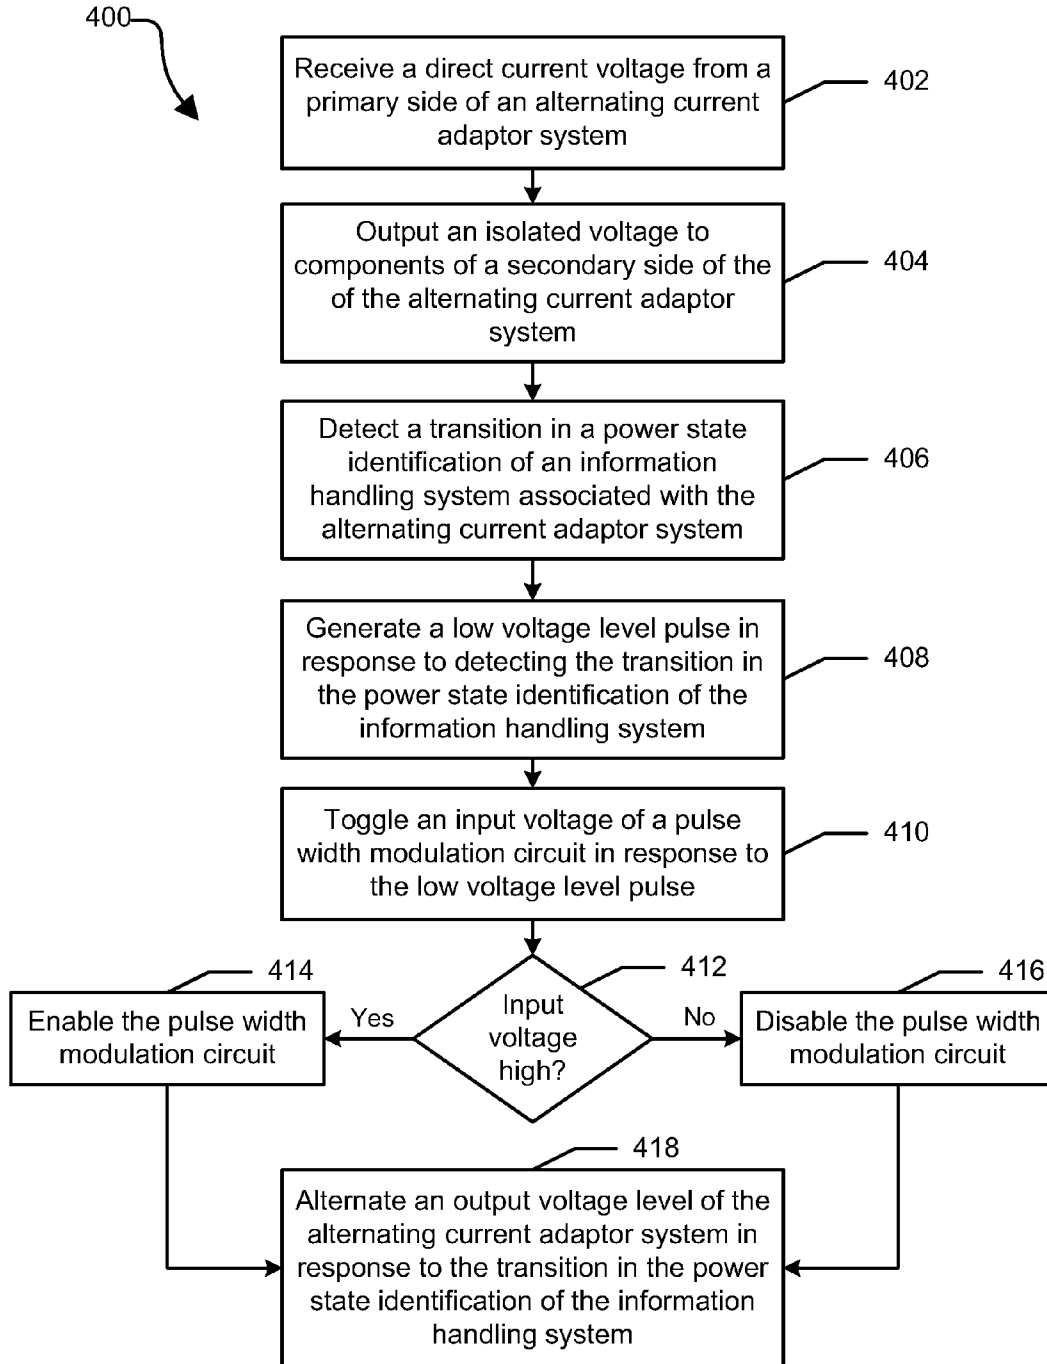 400
Receive a direct current voltage from a
primary side of an alternating current
adaptor system
402
Output an isolated voltage to
components of a secondary side of the
of the alternating current adaptor
system
404
Detect a transition in a power state
identification of an information
handling system associated with the
alternating current adaptor system
406
Generate a low voltage level pulse in
response to detecting the transition in
the power state identification of the
information handling system
408
Toggle an input voltage of a pulse
width modulation circuit in response to
the low voltage level pulse
410
412
Input
voltage
high?
Yes
No
414
Enable the pulse width
modulation circuit
416
Disable the pulse width
modulation circuit
418
Alternate an output voltage level of the
alternating current adaptor system in
response to the transition in the power
state identification of the information
handling system